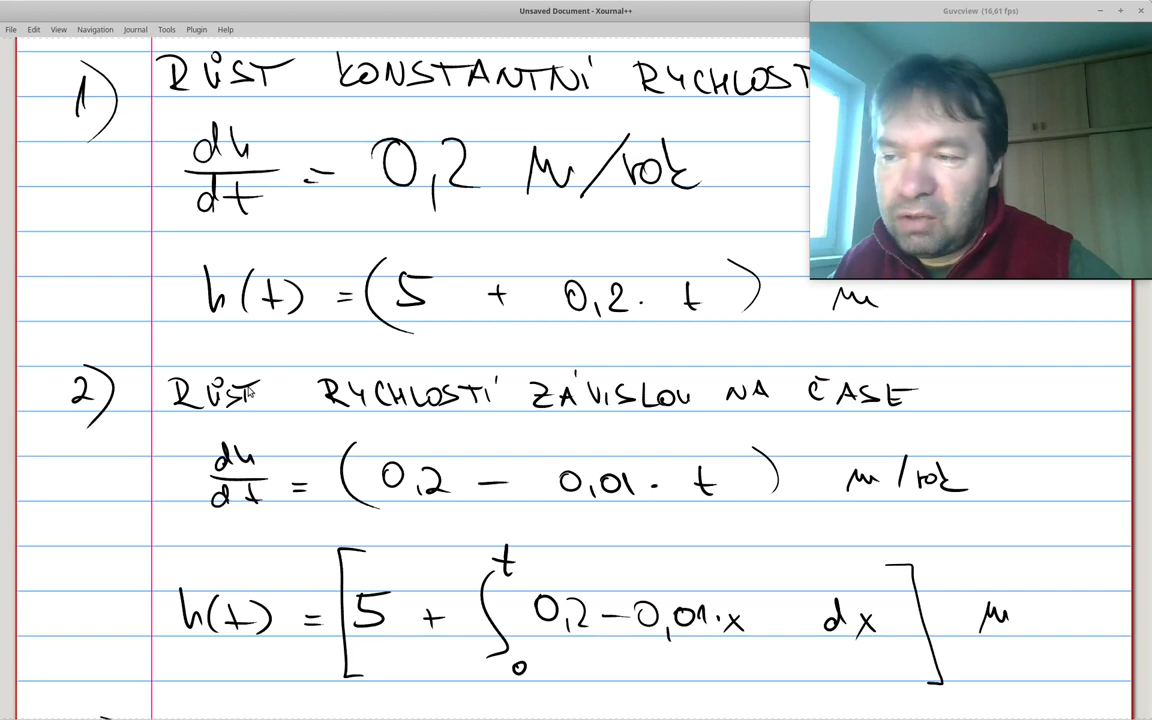 Unsaved Document - Xournal++
Guvcview (16,61 fps)
File Edit View Navigation Journal Tools Plugin Help
1) RŮST KONSTANTNÍ RYCHLOST
dh/dt = 0,2 m/rok
h(t) = (5 + 0,2 · t) m
2) RŮST RYCHLOSTÍ ZÁVISLOU NA ČASE
dh/dt = (0,2 − 0,01 · t) m/rok
h(t) = [5 + ∫₀ᵗ 0,2 − 0,01 · x dx] m